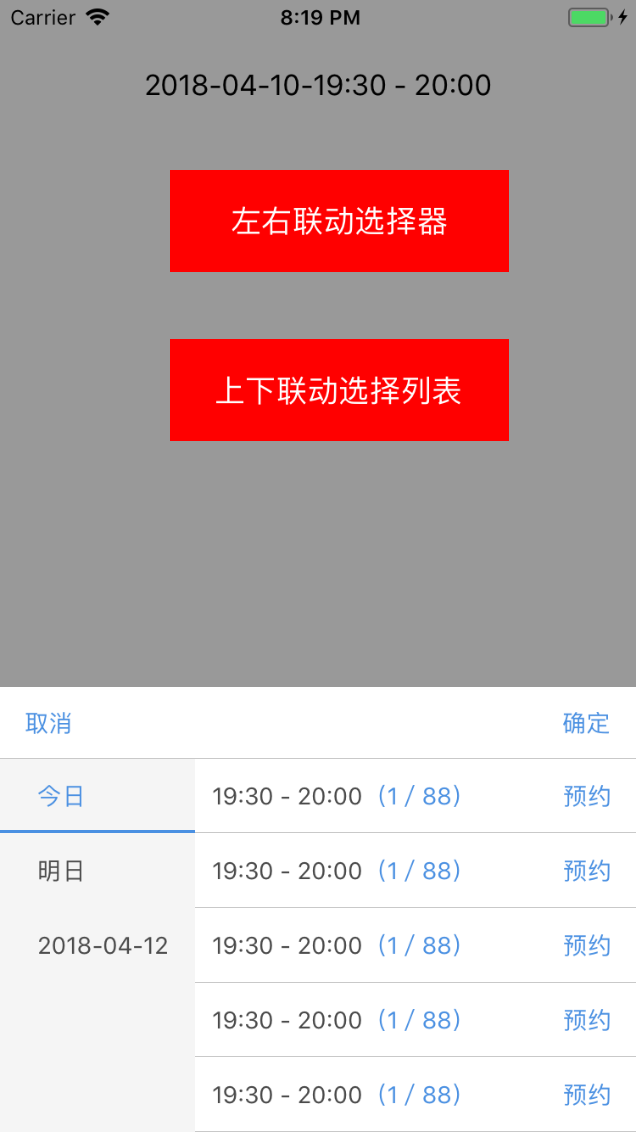 Carrier 8:19 PM
2018-04-10-19:30 - 20:00
左右联动选择器
上下联动选择列表
取消 确定
今日 19:30 - 20:00 (1 / 88) 预约
明日 19:30 - 20:00 (1 / 88) 预约
2018-04-12 19:30 - 20:00 (1 / 88) 预约
19:30 - 20:00 (1 / 88) 预约
19:30 - 20:00 (1 / 88) 预约